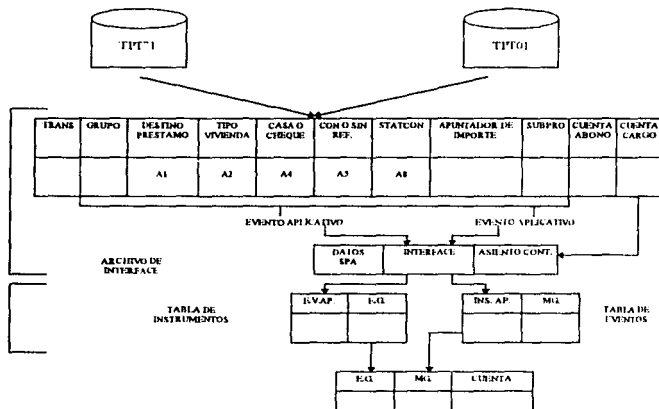 TPT71
TPT01
TRANS
GRUPO
DESTINO PRESTAMO
TIPO VIVIENDA
CASA O CHEQUE
CON O SIN REF.
STATCON
APUNTADOR DE IMPORTE
SUBPRO
CUENTA ABONO
CUENTA CARGO
A1
A2
A4
A5
A8
EVENTO APLICATIVO
EVENTO APLICATIVO
ARCHIVO DE INTERFACE
DATOS SPA
INTERFACE
ASIENTO CONT.
TABLA DE INSTRUMENTOS
E.V.AP.
E.G.
INS. AP.
MG.
TABLA DE EVENTOS
E.G.
MG.
CUENTA